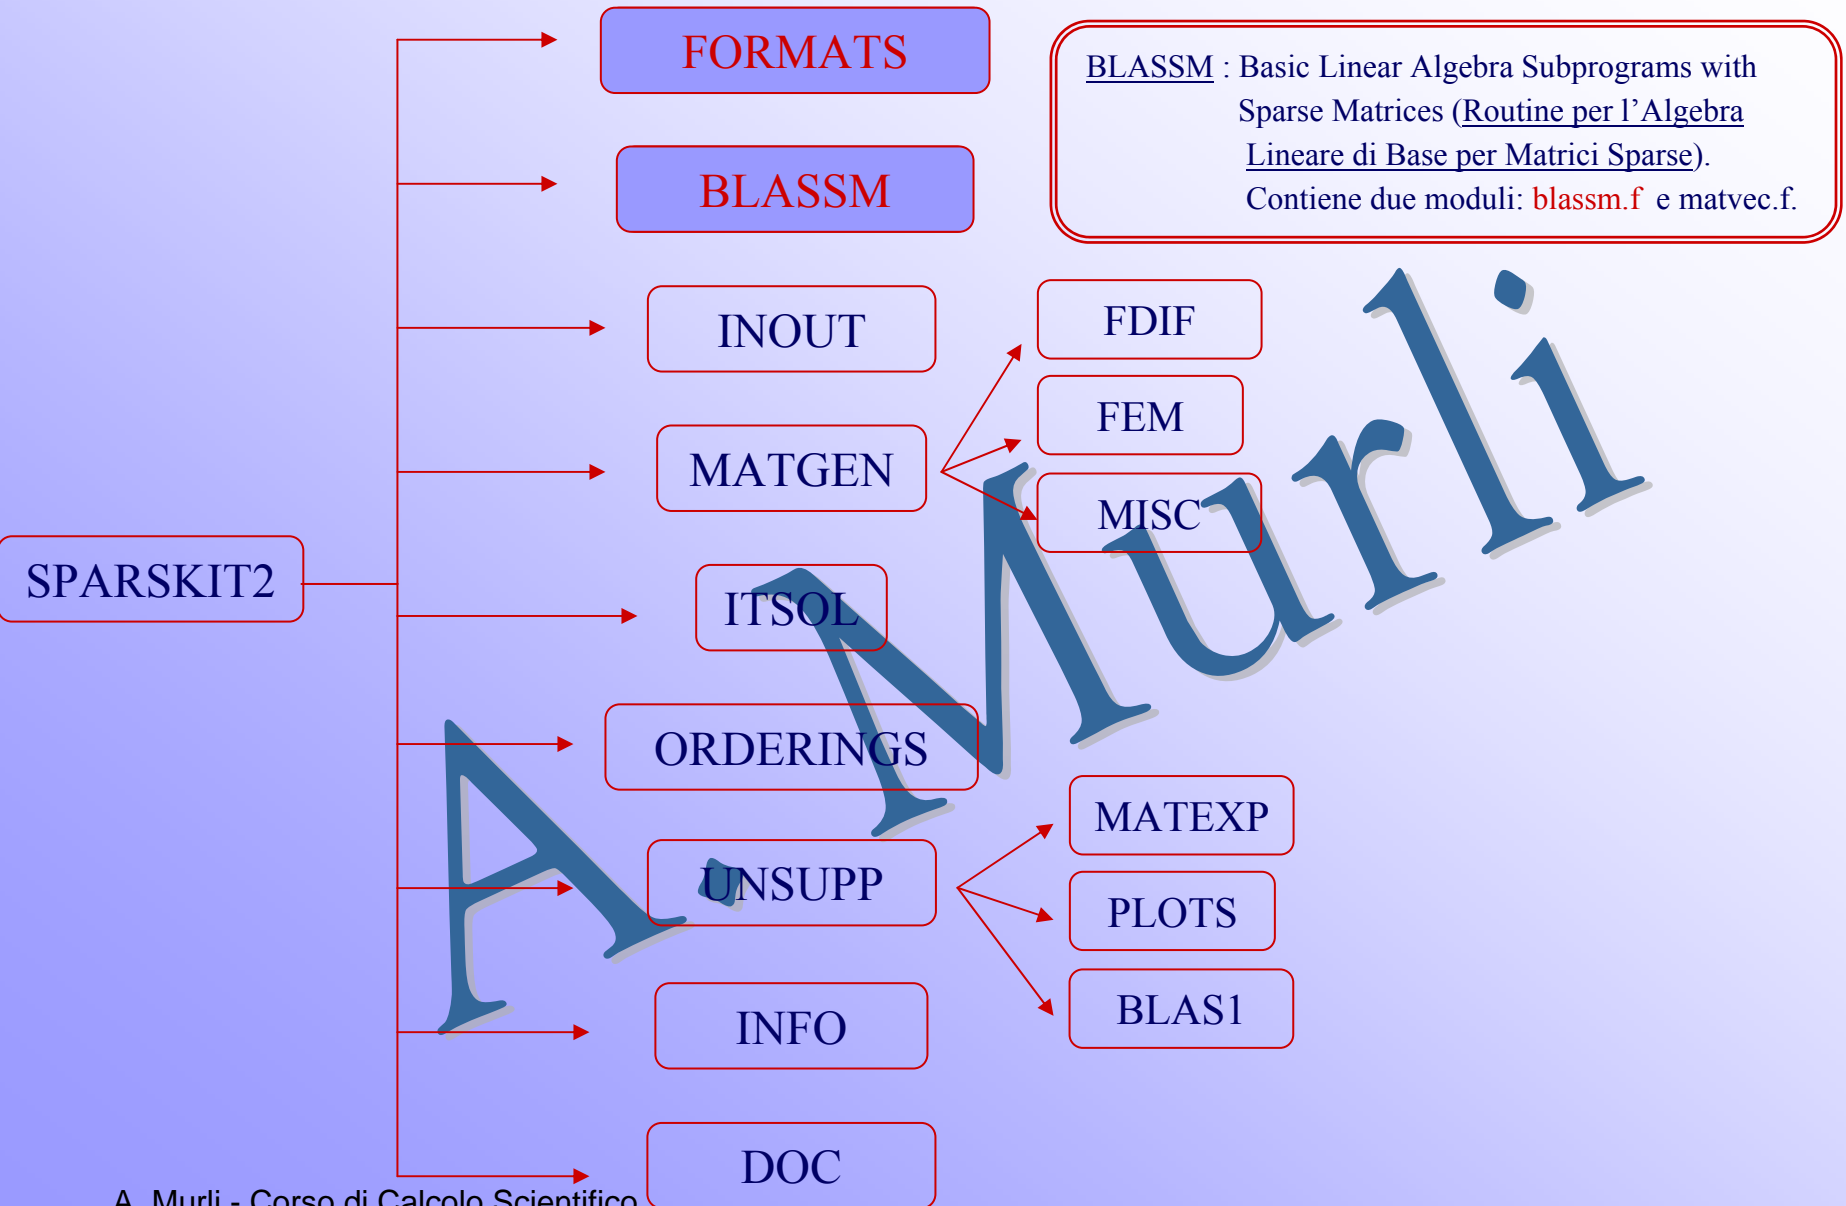 FORMATS
BLASSM : Basic Linear Algebra Subprograms with
Sparse Matrices (Routine per l’Algebra
Lineare di Base per Matrici Sparse).
Contiene due moduli: blassm.f e matvec.f.
BLASSM
INOUT
FDIF
FEM
MATGEN
MISC
SPARSKIT2
ITSOL
ORDERINGS
MATEXP
UNSUPP
PLOTS
INFO
BLAS1
DOC
A. Murli
A. Murli - Corso di Calcolo Scientifico